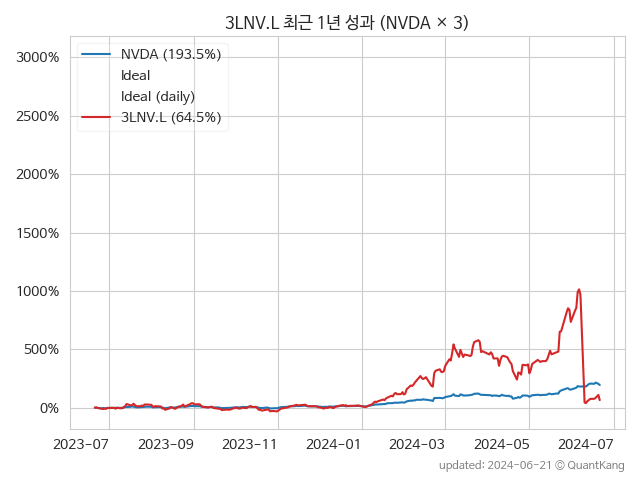 3LNV.L 최근 1년 성과 (NVDA × 3)
3000%
2500%
2000%
1500%
1000%
500%
0%
NVDA (193.5%)
Ideal
Ideal (daily)
3LNV.L (64.5%)
2023-07
2023-09
2023-11
2024-01
2024-03
2024-05
2024-07
updated: 2024-06-21 © QuantKang